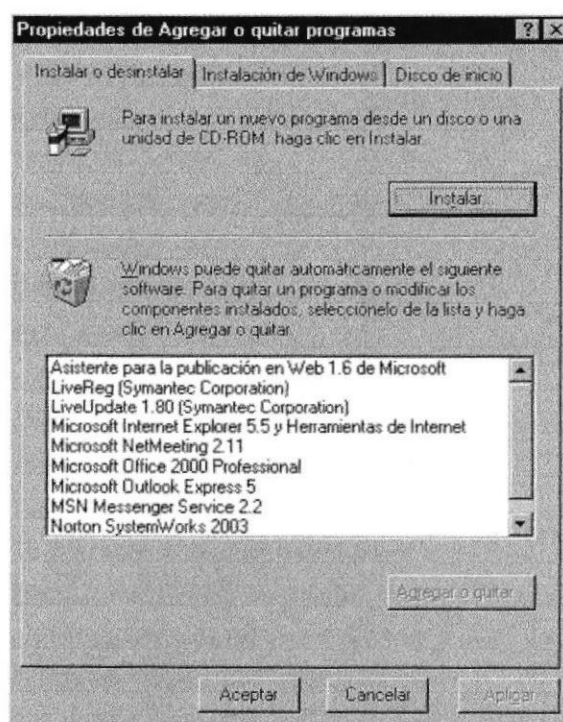 Propiedades de Agregar o quitar programas
Instalar o desinstalar Instalación de Windows Disco de inicio
Para instalar un nuevo programa desde un disco o una
unidad de CD-ROM, haga clic en Instalar.
Instalar...
Windows puede quitar automáticamente el siguiente
software. Para quitar un programa o modificar los
componentes instalados, selecciónelo de la lista y haga
clic en Agregar o quitar.
Asistente para la publicación en Web 1.6 de Microsoft
LiveReg (Symantec Corporation)
LiveUpdate 1.80 (Symantec Corporation)
Microsoft Internet Explorer 5.5 y Herramientas de Internet
Microsoft NetMeeting 2.11
Microsoft Office 2000 Professional
Microsoft Outlook Express 5
MSN Messenger Service 2.2
Norton SystemWorks 2003
Agregar o quitar...
Aceptar Cancelar Aplicar